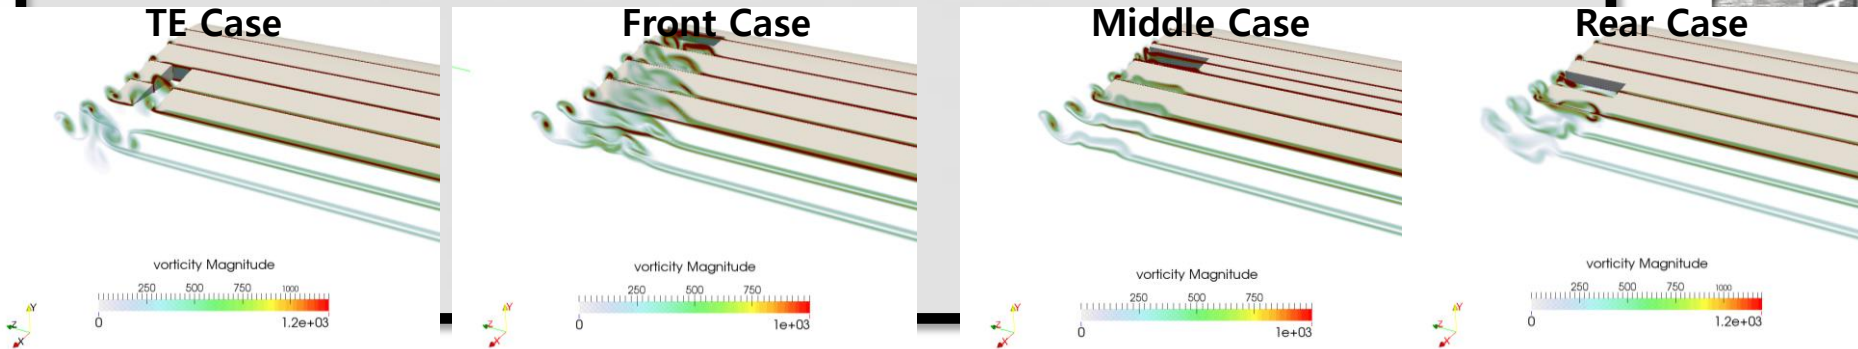 TE Case
Front Case
Middle Case
Rear Case
vorticity Magnitude
250 500 750 1000
0 1.2e+03
Y
Z
X
vorticity Magnitude
250 500 750
0 1e+03
Y
Z
X
vorticity Magnitude
250 500 750
0 1e+03
Y
Z
X
vorticity Magnitude
250 500 750 1000
0 1.2e+03
Y
Z
X